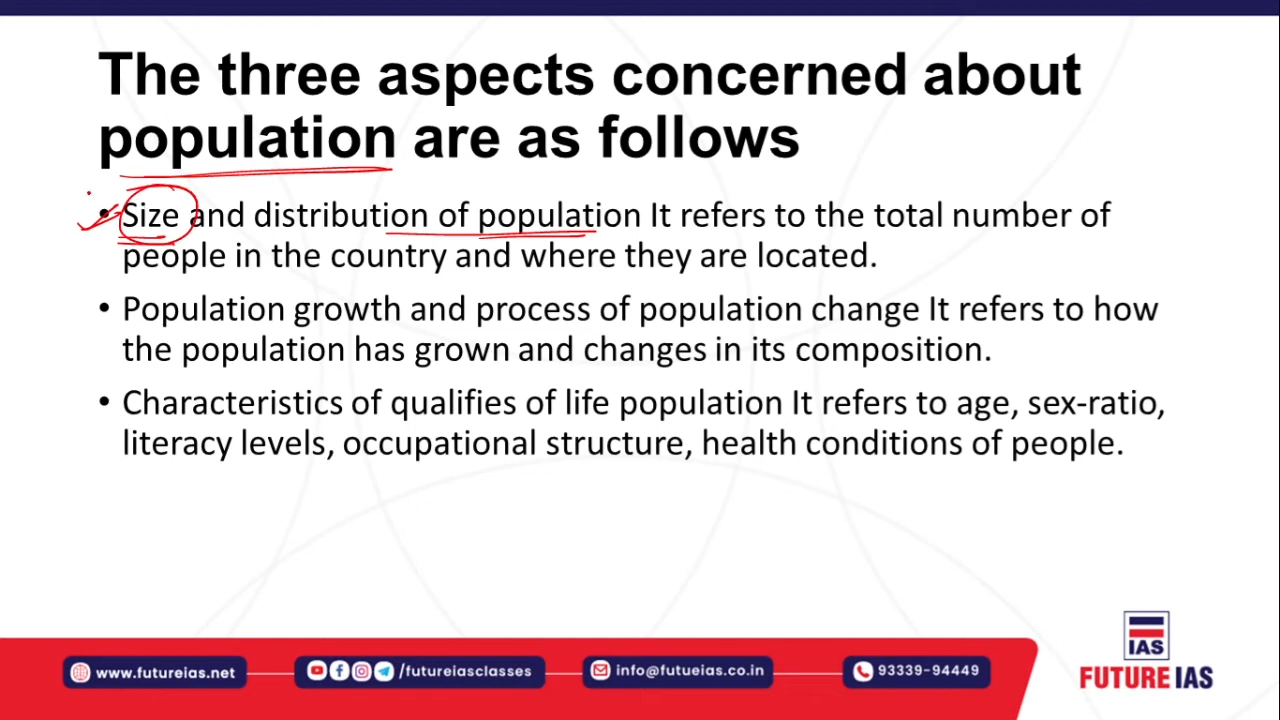 The three aspects concerned about
population are as follows
• Size and distribution of population It refers to the total number of
people in the country and where they are located.
• Population growth and process of population change It refers to how
the population has grown and changes in its composition.
• Characteristics of qualifies of life population It refers to age, sex-ratio,
literacy levels, occupational structure, health conditions of people.
www.futureias.net
/futureiasclasses
info@futueias.co.in
93339-94449
IAS
FUTURE IAS